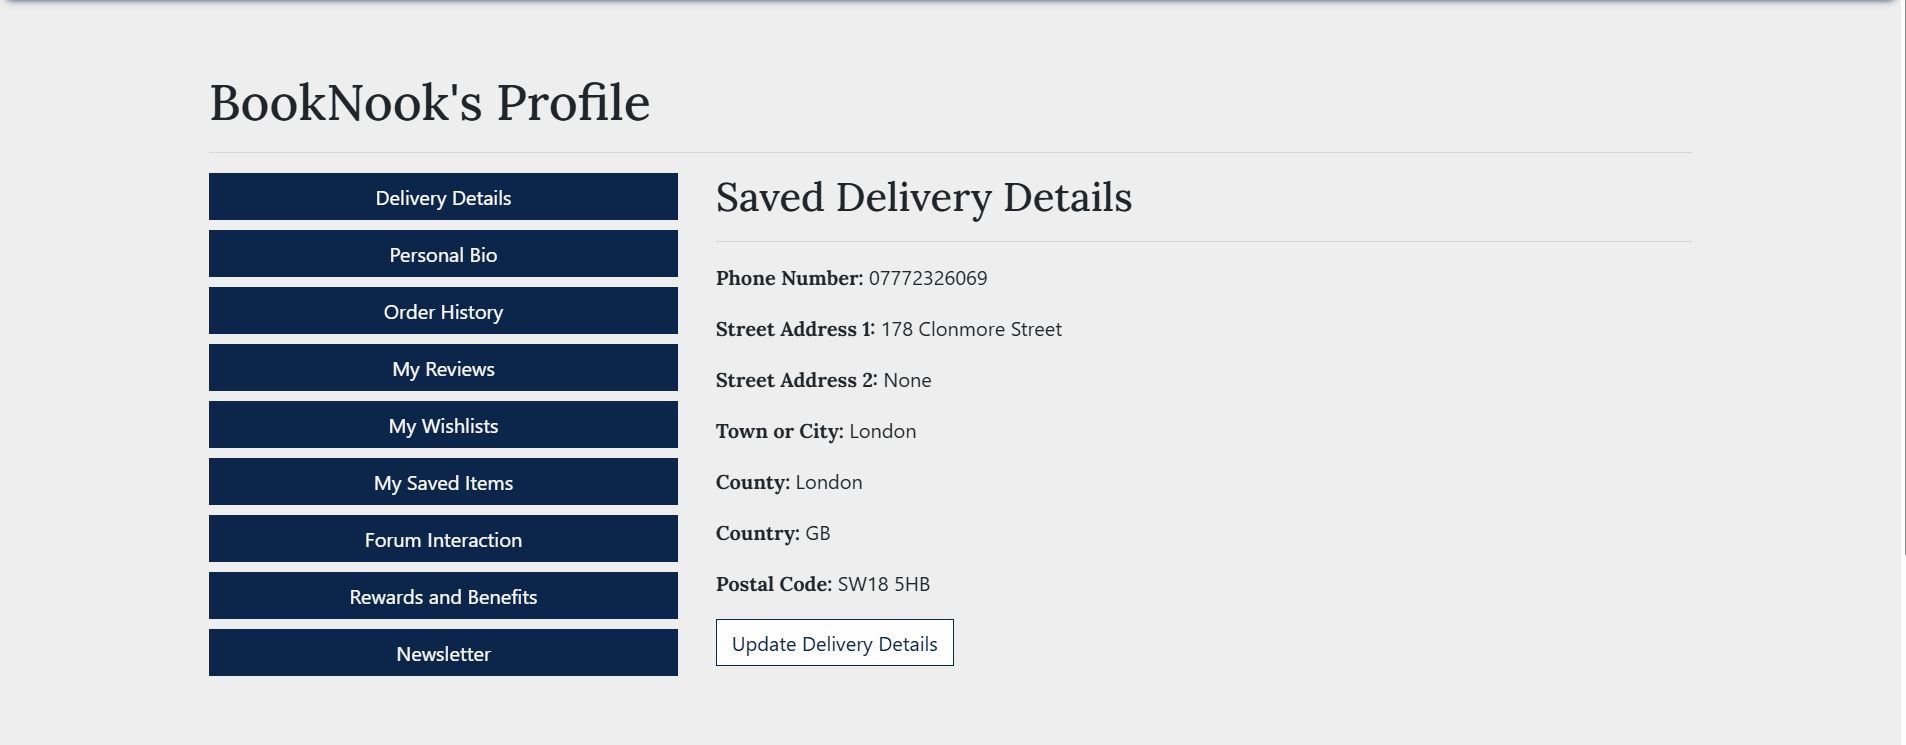 BookNook's Profile
Delivery Details
Personal Bio
Order History
My Reviews
My Wishlists
My Saved Items
Forum Interaction
Rewards and Benefits
Newsletter
Saved Delivery Details
Phone Number: 07772326069
Street Address 1: 178 Clonmore Street
Street Address 2: None
Town or City: London
County: London
Country: GB
Postal Code: SW18 5HB
Update Delivery Details